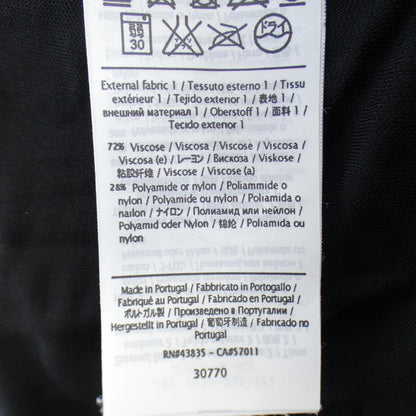 30
ドライ
External fabric 1 / Tessuto esterno 1 / Tissu
extérieur 1 / Tejido exterior 1 / 表地 1 /
внешний материал 1 / Oberstoff 1 / 面料 1 /
Tecido exterior 1
72% Viscose / Viscosa / Viscose / Viscosa /
Viscosa (e) / レーヨン / Вискоза / Viskose /
粘胶纤维 / Viscose (e) / Viscose (a)
28% Polyamide or nylon / Poliammide o
nylon / Polyamide ou nylon / Poliamida o
nailon / ナイロン / Полиамид или нейлон /
Polyamid oder Nylon / 锦纶 / Poliamida ou
nylon
Made in Portugal / Fabbricato in Portogallo /
Fabriqué au Portugal / Fabricado en Portugal /
ポルトガル製 / Произведено в Португалии /
Hergestellt in Portugal / 葡萄牙制造 / Fabricado no
Portugal
RN#43835 - CA#57011
30770